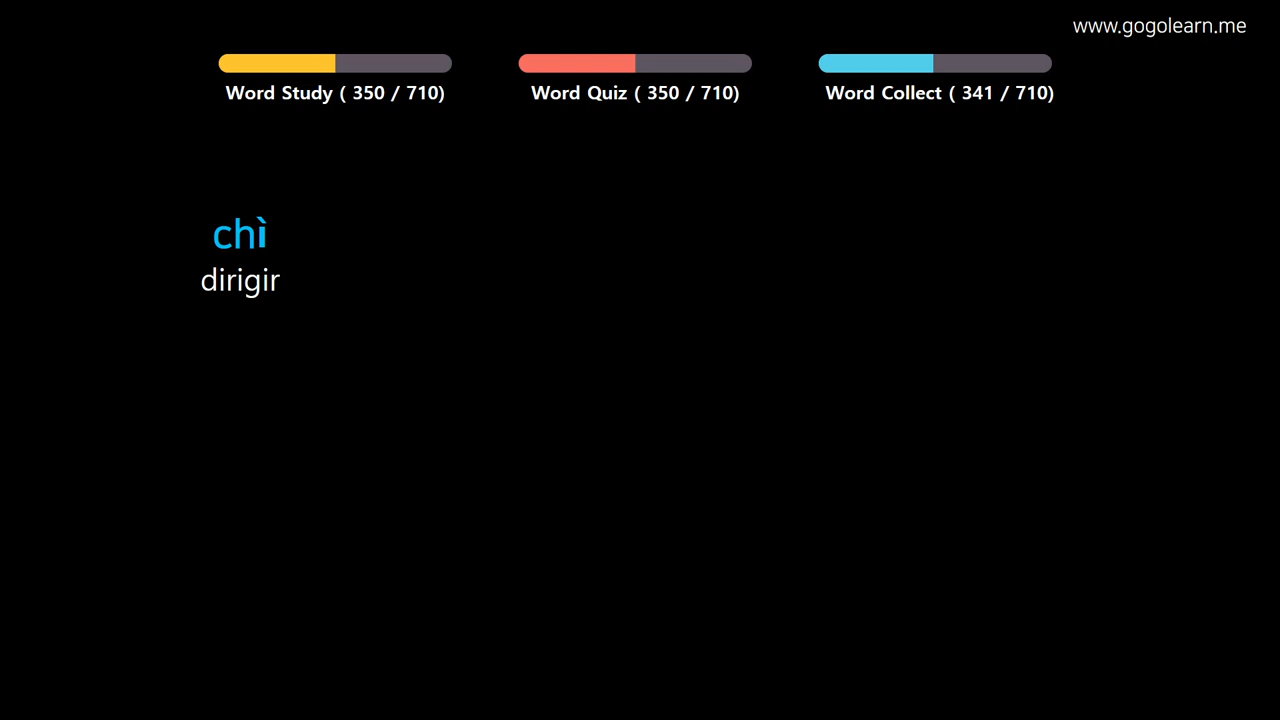 www.gogolearn.me
Word Study ( 350 / 710)
Word Quiz ( 350 / 710)
Word Collect ( 341 / 710)
chì
dirigir